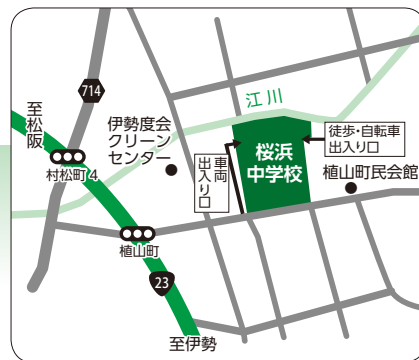 714
至松阪
村松町4
伊勢度会
クリーン
センター
江川
車両
出入り口
桜浜
中学校
徒歩・自転車
出入り口
植山町民会館
植山町
23
至伊勢